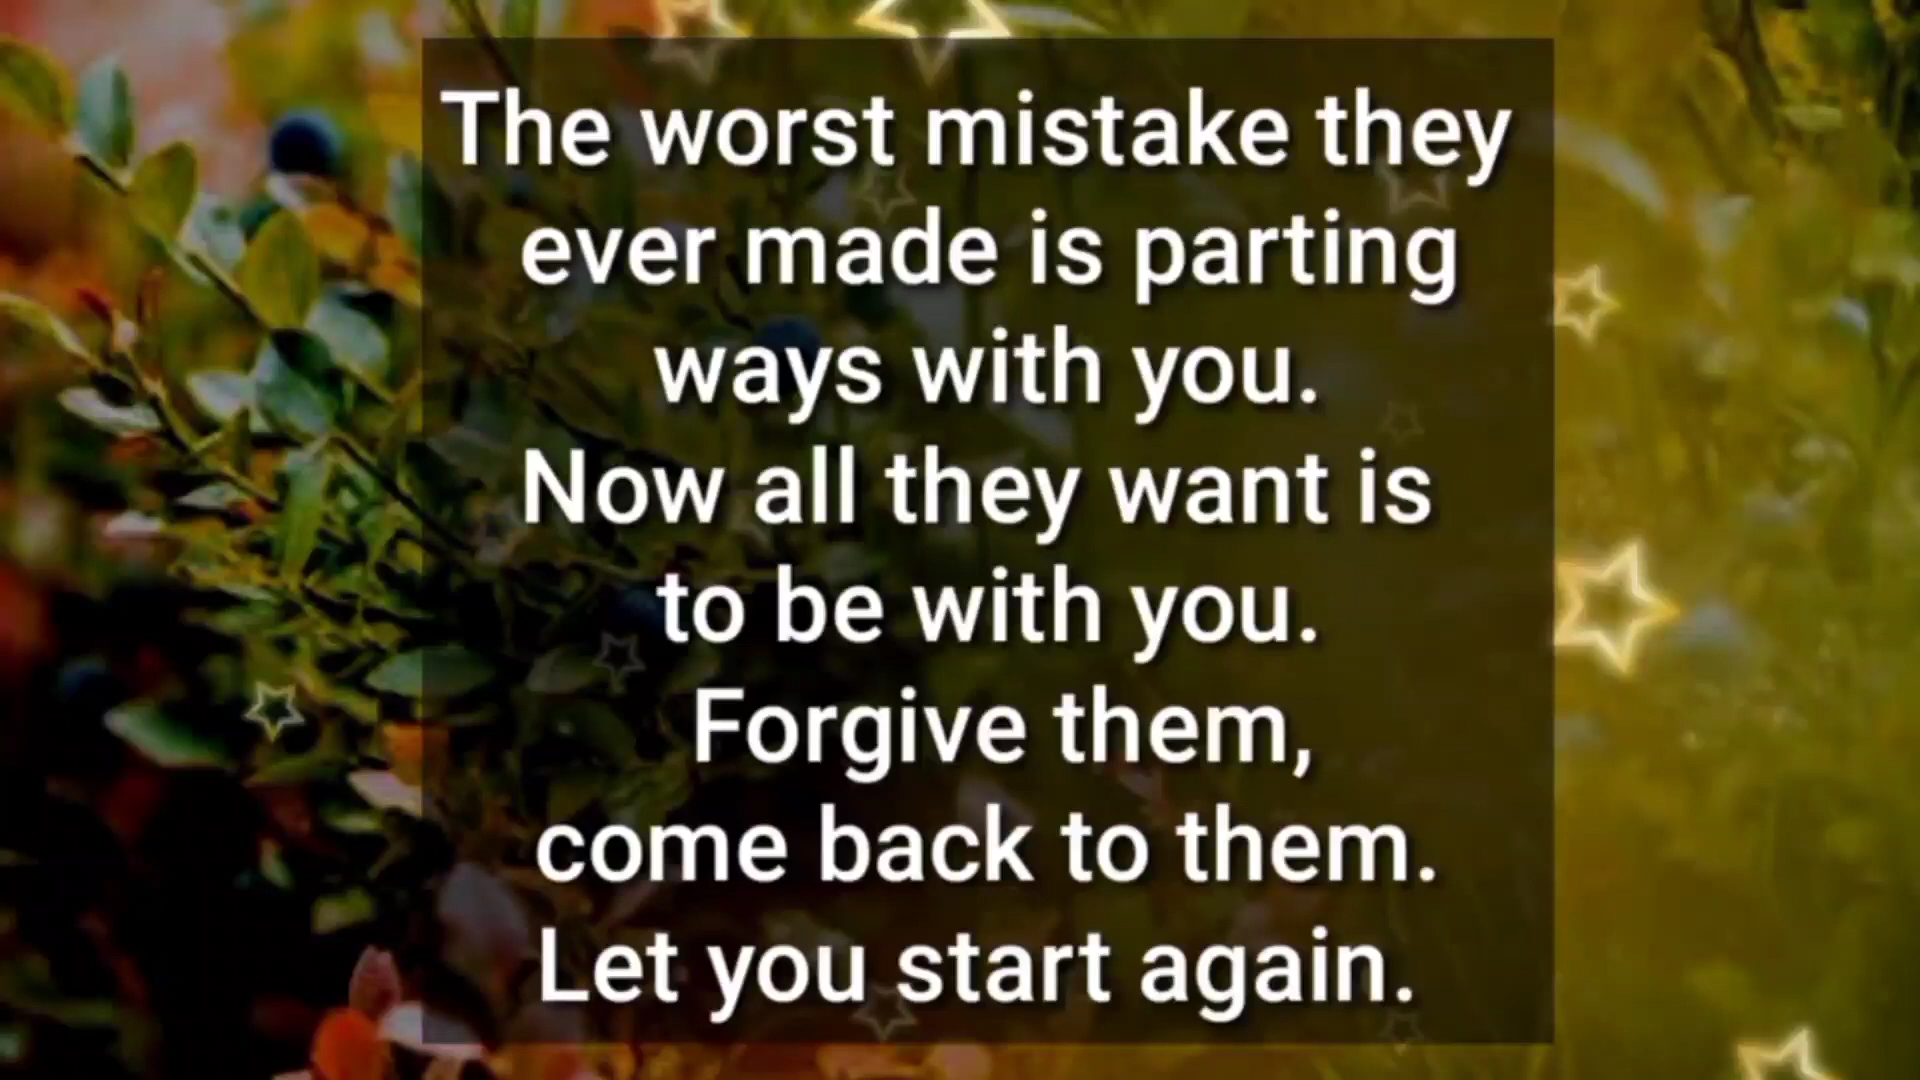 The worst mistake they
ever made is parting
ways with you.
Now all they want is
to be with you.
Forgive them,
come back to them.
Let you start again.